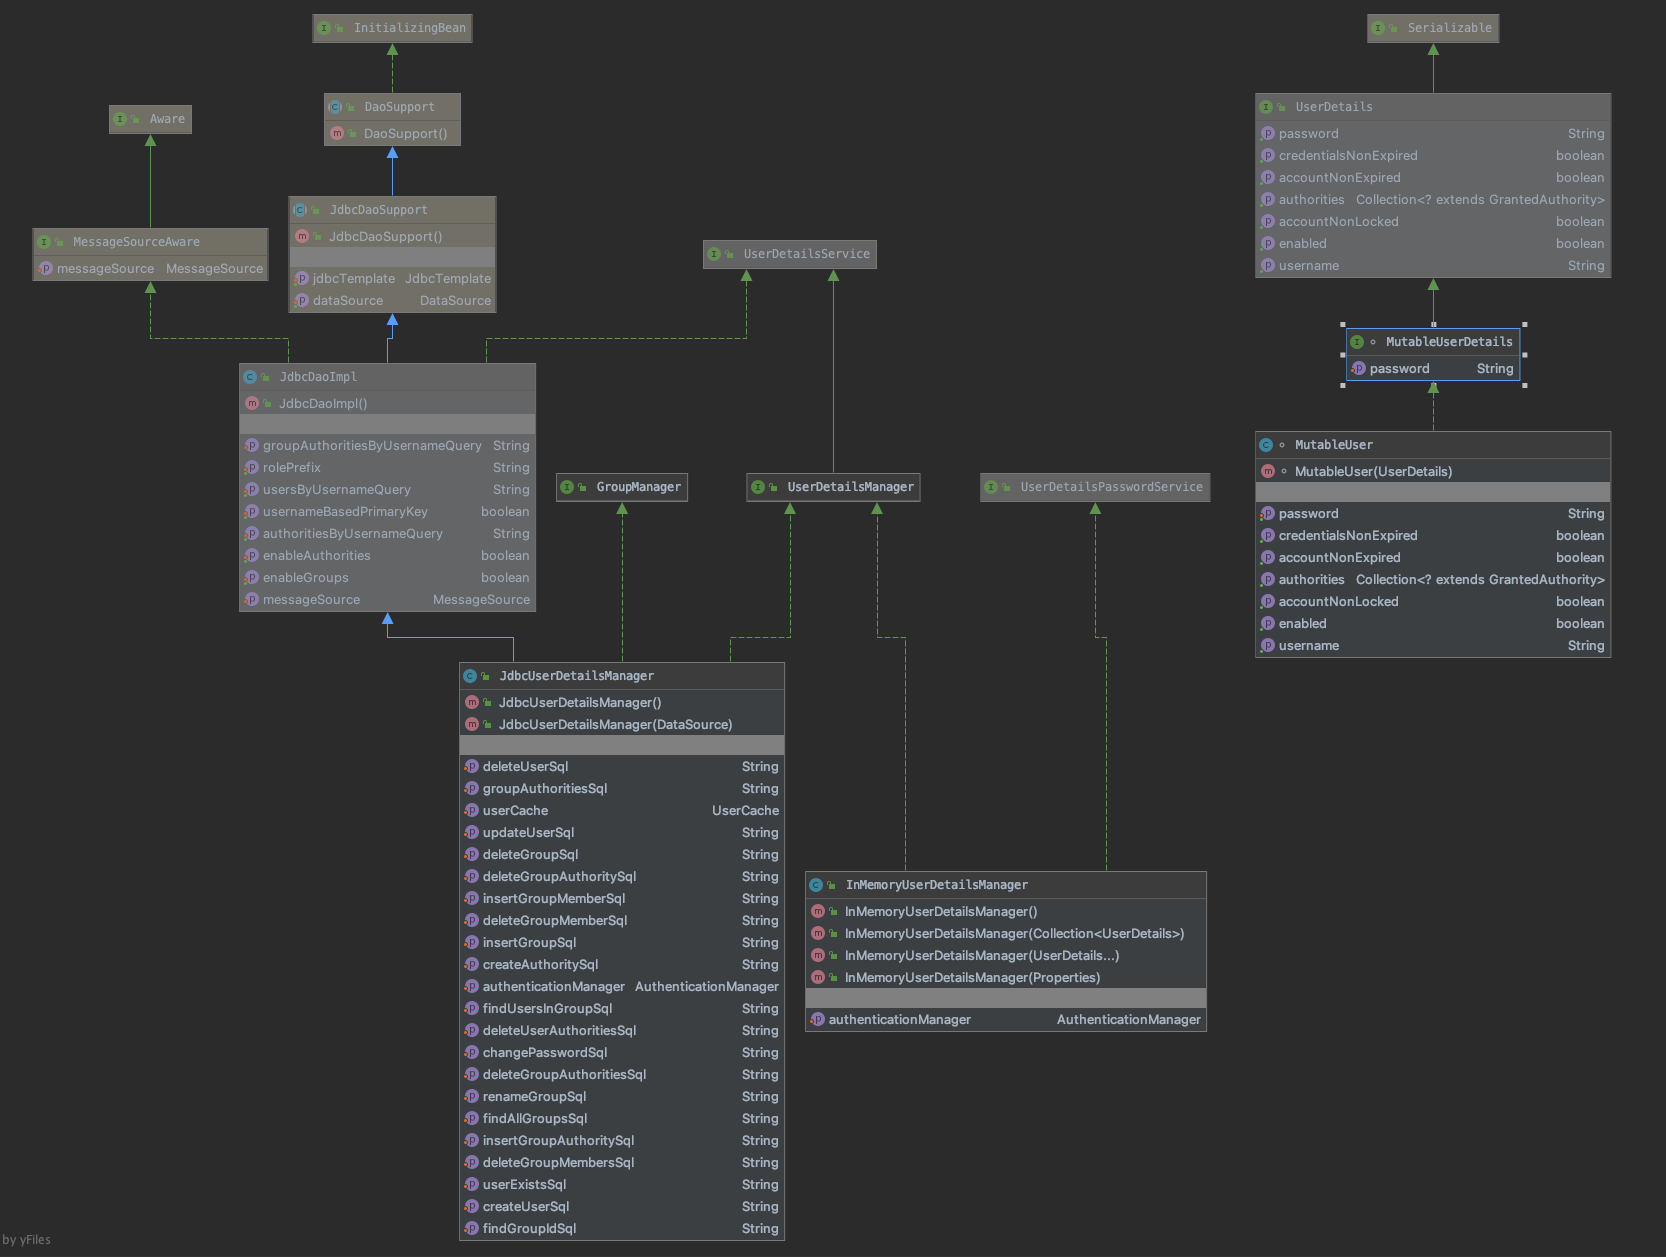 InitializingBean
DaoSupport
DaoSupport()
Aware
JdbcDaoSupport
JdbcDaoSupport()
jdbcTemplate JdbcTemplate
dataSource DataSource
MessageSourceAware
messageSource MessageSource
UserDetailsService
JdbcDaoImpl
JdbcDaoImpl()
groupAuthoritiesByUsernameQuery String
rolePrefix String
usersByUsernameQuery String
usernameBasedPrimaryKey boolean
authoritiesByUsernameQuery String
enableAuthorities boolean
enableGroups boolean
messageSource MessageSource
GroupManager
UserDetailsManager
UserDetailsPasswordService
JdbcUserDetailsManager
JdbcUserDetailsManager()
JdbcUserDetailsManager(DataSource)
deleteUserSql String
groupAuthoritiesSql String
userCache UserCache
updateUserSql String
deleteGroupSql String
deleteGroupAuthoritySql String
insertGroupMemberSql String
deleteGroupMemberSql String
insertGroupSql String
createAuthoritySql String
authenticationManager AuthenticationManager
findUsersInGroupSql String
deleteUserAuthoritiesSql String
changePasswordSql String
deleteGroupAuthoritiesSql String
renameGroupSql String
findAllGroupsSql String
insertGroupAuthoritySql String
deleteGroupMembersSql String
userExistsSql String
createUserSql String
findGroupIdSql String
InMemoryUserDetailsManager
InMemoryUserDetailsManager()
InMemoryUserDetailsManager(Collection<UserDetails>)
InMemoryUserDetailsManager(UserDetails...)
InMemoryUserDetailsManager(Properties)
authenticationManager AuthenticationManager
Serializable
UserDetails
password String
credentialsNonExpired boolean
accountNonExpired boolean
authorities Collection<? extends GrantedAuthority>
accountNonLocked boolean
enabled boolean
username String
MutableUserDetails
password String
MutableUser
MutableUser(UserDetails)
password String
credentialsNonExpired boolean
accountNonExpired boolean
authorities Collection<? extends GrantedAuthority>
accountNonLocked boolean
enabled boolean
username String
by yFiles